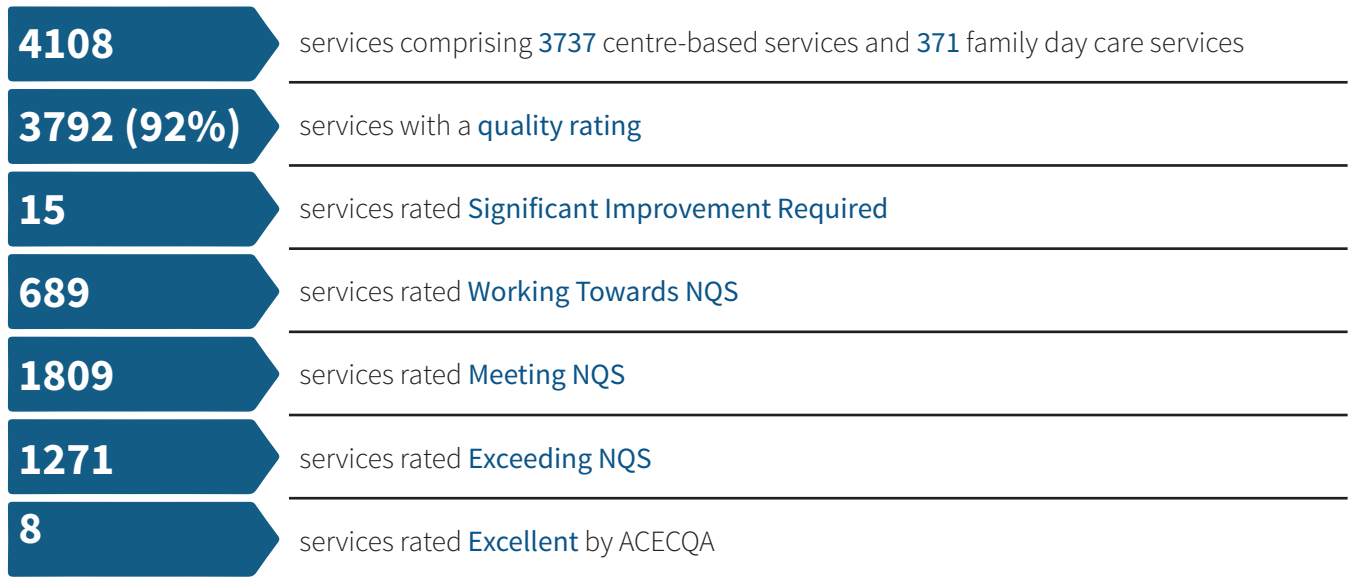 4108 services comprising 3737 centre-based services and 371 family day care services
3792 (92%) services with a quality rating
15 services rated Significant Improvement Required
689 services rated Working Towards NQS
1809 services rated Meeting NQS
1271 services rated Exceeding NQS
8 services rated Excellent by ACECQA